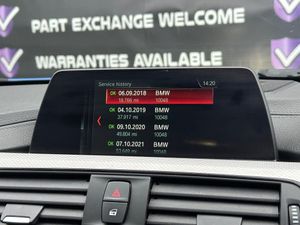 PART EXCHANGE WELCOME
WARRANTIES AVAILABLE
Service history
14:20
OK 06.09.2018 BMW
18.766 mi 10048
OK 04.10.2019 BMW
37.917 mi 10048
OK 09.10.2020 BMW
49.804 mi 10048
OK 07.10.2021 BMW
10048